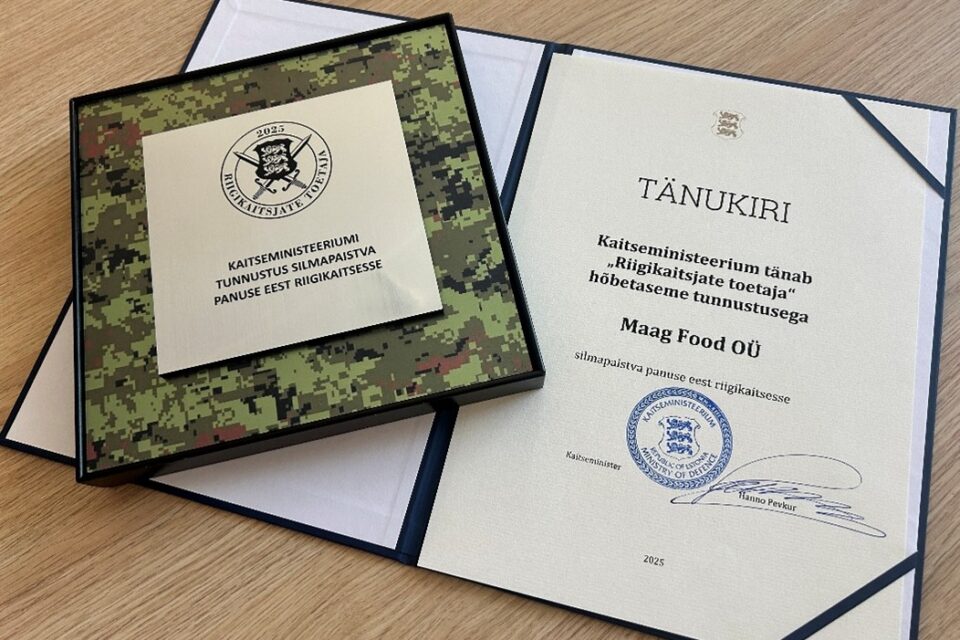 2025
RIIGIKAITSJATE TOETAJA
KAITSEMINISTEERIUMI
TUNNUSTUS SILMAPAISTVA
PANUSE EEST RIIGIKAITSESSE
TÄNUKIRI
Kaitseministeerium tänab
„Riigikaitsjate toetaja“
hõbetaseme tunnustusega
Maag Food OÜ
silmapaistva panuse eest riigikaitsesse
KAITSEMINISTEERIUM
REPUBLIC OF ESTONIA
MINISTRY OF DEFENCE
Kaitseminister
Hanno Pevkur
2025